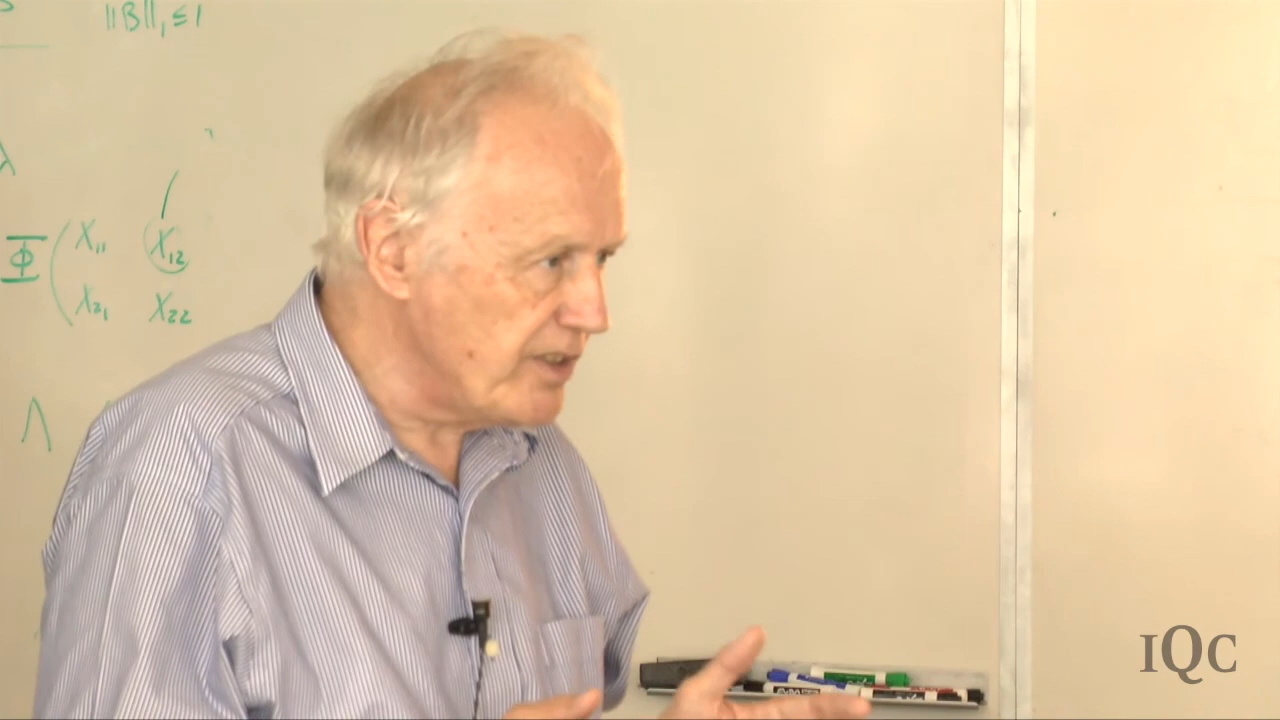 ||B||₁ ≤ 1
λ
Φ ( X₁₁ X₁₂
X₂₁ X₂₂
Λ
IQC